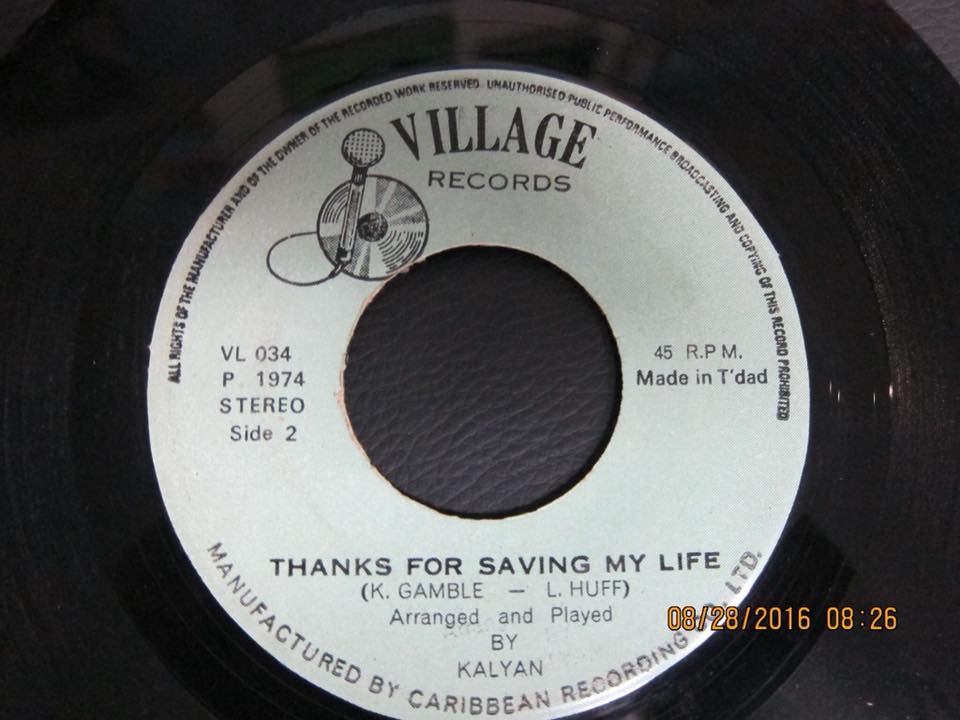 ALL RIGHTS OF THE MANUFACTURER AND OF THE OWNER OF THE RECORDED WORK RESERVED. UNAUTHORISED PUBLIC PERFORMANCE BROADCASTING AND COPYING OF THIS RECORD PROHIBITED
VILLAGE
RECORDS
VL 034
P 1974
STEREO
Side 2
45 R.P.M.
Made in T'dad
THANKS FOR SAVING MY LIFE
(K. GAMBLE – L. HUFF)
Arranged and Played
BY
KALYAN
MANUFACTURED BY CARIBBEAN RECORDING CO. LTD.
08/28/2016 08:26